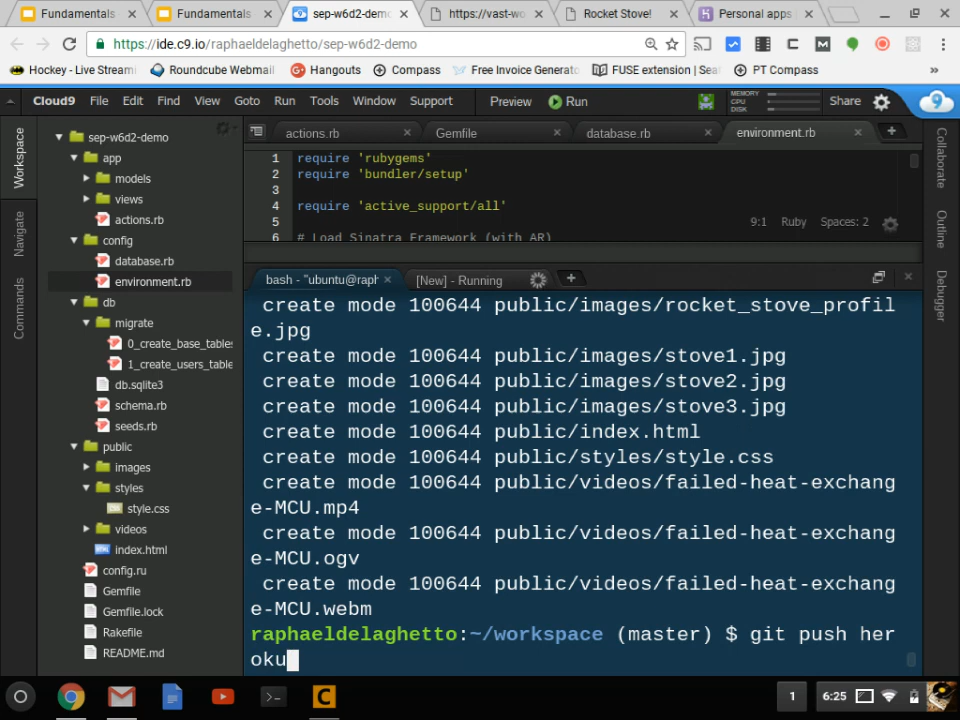 Fundamentals
Fundamentals
sep-w6d2-demo
https://vast-wo
Rocket Stove!
Personal apps
https://ide.c9.io/raphaeldelaghetto/sep-w6d2-demo
Hockey - Live Streami
Roundcube Webmail
Hangouts
Compass
Free Invoice Generato
FUSE extension | Sea
PT Compass
»
Cloud9 File Edit Find View Goto Run Tools Window Support Preview Run
MEMORY
CPU
DISK
Share
Workspace
Navigate
Commands
sep-w6d2-demo
app
models
views
actions.rb
config
database.rb
environment.rb
db
migrate
0_create_base_tables
1_create_users_table
db.sqlite3
schema.rb
seeds.rb
public
images
styles
style.css
videos
index.html
config.ru
Gemfile
Gemfile.lock
Rakefile
README.md
actions.rb
Gemfile
database.rb
environment.rb
1 require 'rubygems'
2 require 'bundler/setup'
3
4 require 'active_support/all'
5
6 # Load Sinatra Framework (with AR)
9:1 Ruby Spaces: 2
bash - "ubuntu@raph
[New] - Running
create mode 100644 public/images/rocket_stove_profil
e.jpg
create mode 100644 public/images/stove1.jpg
create mode 100644 public/images/stove2.jpg
create mode 100644 public/images/stove3.jpg
create mode 100644 public/index.html
create mode 100644 public/styles/style.css
create mode 100644 public/videos/failed-heat-exchang
e-MCU.mp4
create mode 100644 public/videos/failed-heat-exchang
e-MCU.ogv
create mode 100644 public/videos/failed-heat-exchang
e-MCU.webm
raphaeldelaghetto:~/workspace (master) $ git push her
oku
Collaborate
Outline
Debugger
1
6:25